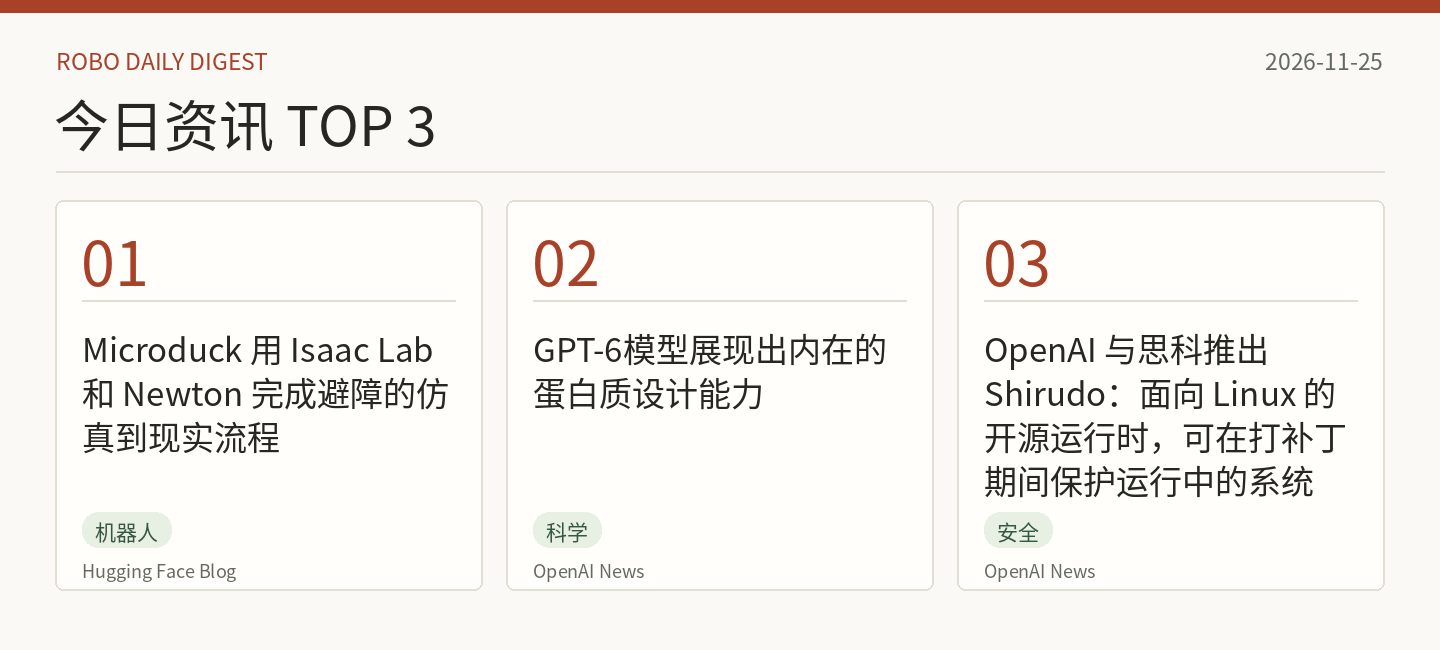 ROBO DAILY DIGEST
2026-11-25
今日资讯 TOP 3
01
Microduck 用 Isaac Lab
和 Newton 完成避障的仿
真到现实流程
机器人
Hugging Face Blog
02
GPT-6模型展现出内在的
蛋白质设计能力
科学
OpenAI News
03
OpenAI 与思科推出
Shirudo：面向 Linux 的
开源运行时，可在打补丁
期间保护运行中的系统
安全
OpenAI News